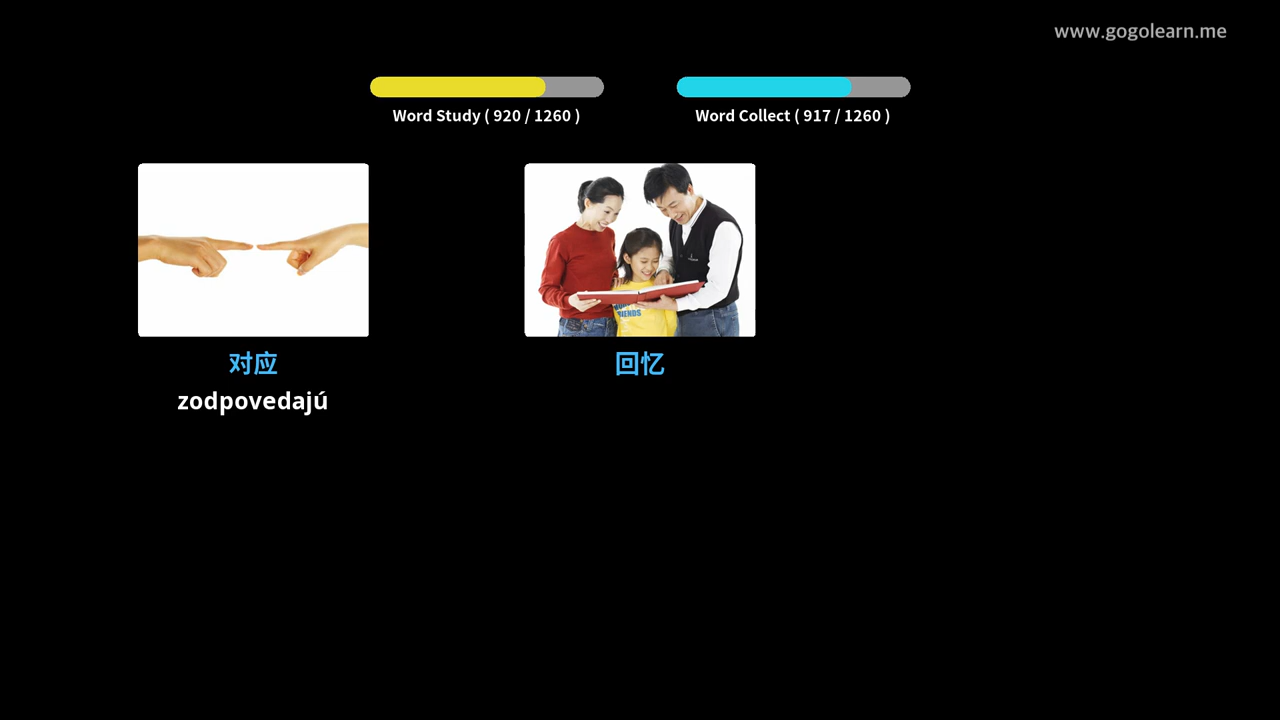 www.gogolearn.me
Word Study ( 920 / 1260 )
Word Collect ( 917 / 1260 )
对应
zodpovedajú
回忆